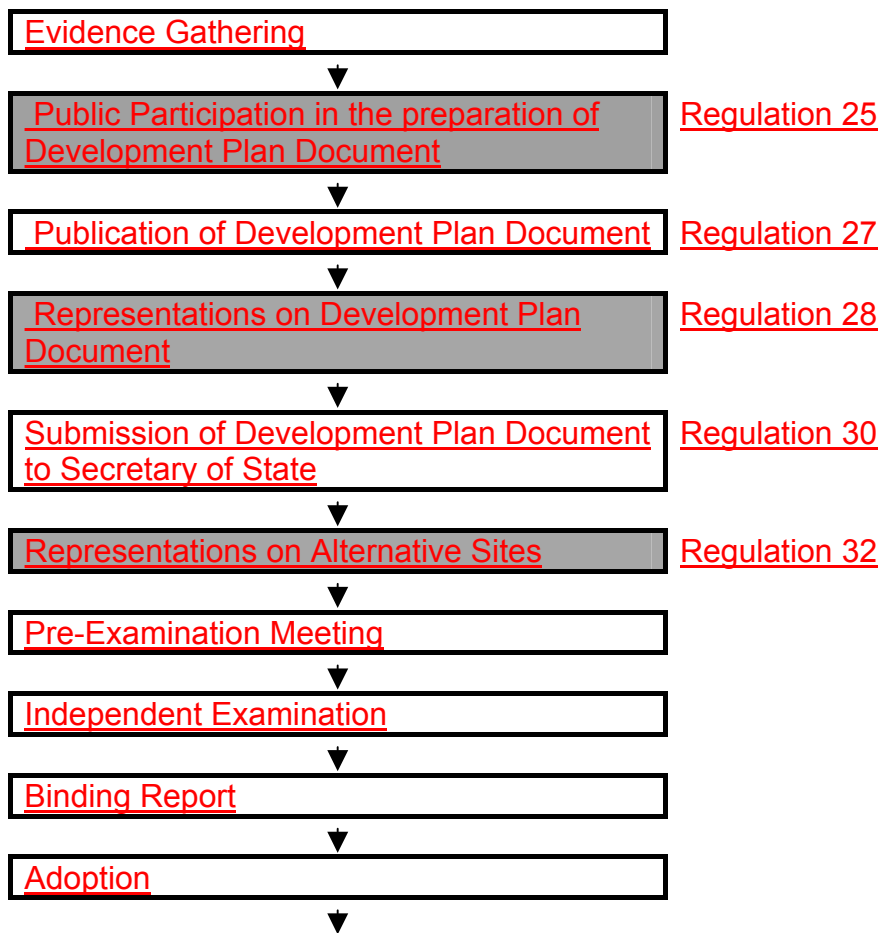 Evidence Gathering
Public Participation in the preparation of Regulation 25
Development Plan Document
Publication of Development Plan Document Regulation 27
Representations on Development Plan Regulation 28
Document
Submission of Development Plan Document Regulation 30
to Secretary of State
Representations on Alternative Sites Regulation 32
Pre-Examination Meeting
Independent Examination
Binding Report
Adoption